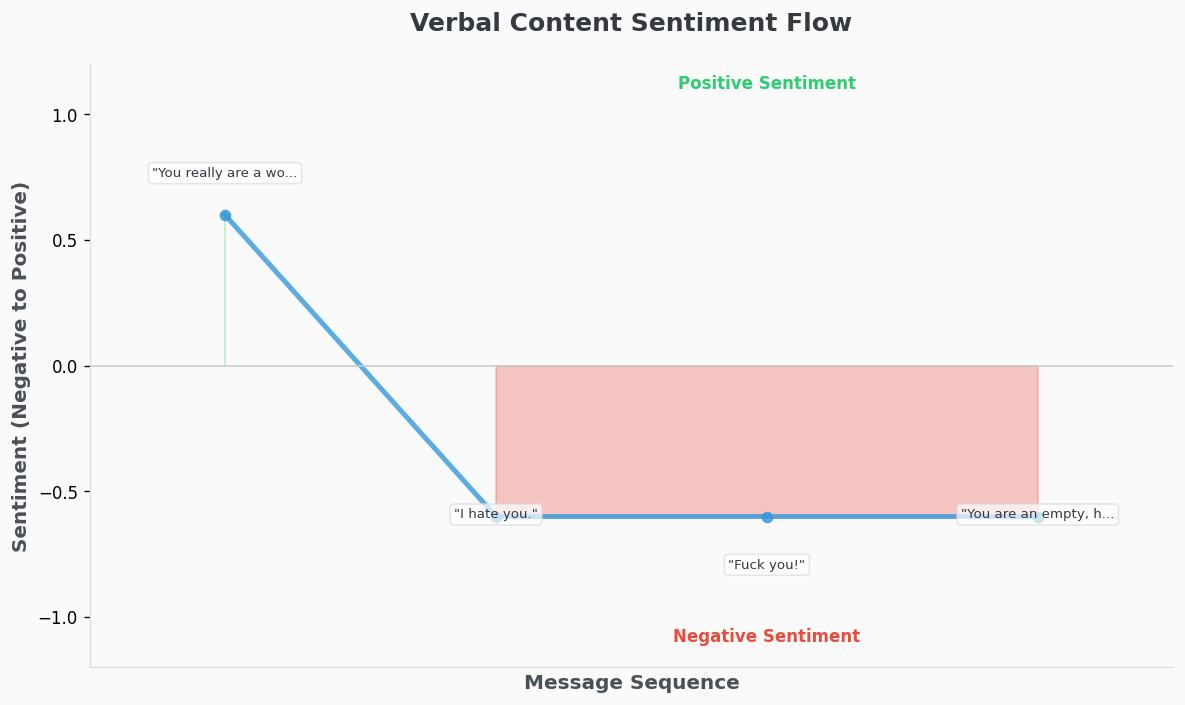 Verbal Content Sentiment Flow
Positive Sentiment
1.0
"You really are a wo...
0.5
0.0
−0.5
"I hate you."
"You are an empty, h...
"Fuck you!"
−1.0
Negative Sentiment
Sentiment (Negative to Positive)
Message Sequence